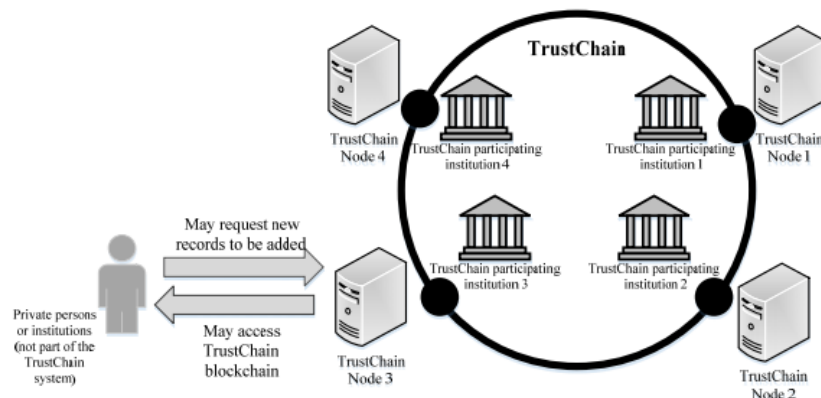 TrustChain
TrustChain
Node 4
TrustChain participating
institution 4
TrustChain participating
institution 1
TrustChain
Node 1
May request new
records to be added
TrustChain participating
institution 3
TrustChain participating
institution 2
Private persons
or institutions
(not part of the
TrustChain
system)
May access
TrustChain
blockchain
TrustChain
Node 3
TrustChain
Node 2